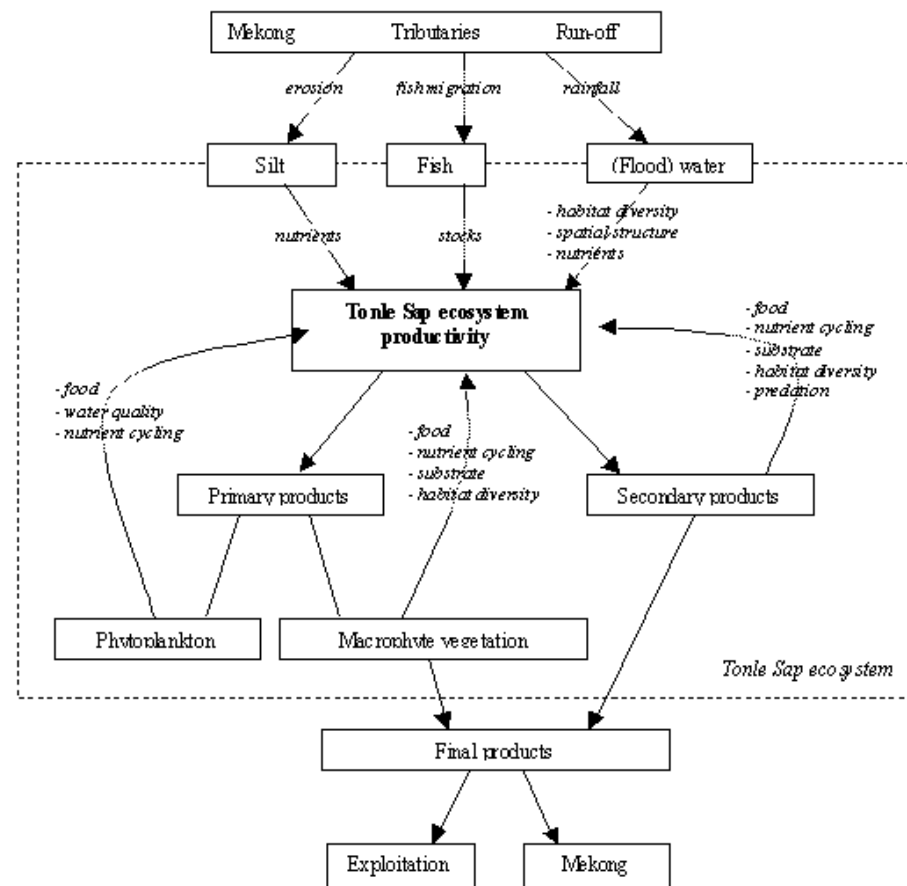 Mekong Tributaries Run-off
erosion fish migration rainfall
Silt Fish (Flood) water
- habitat diversity
- spatial structure
- nutrients
nutrients stocks
Tonle Sap ecosystem
productivity
- food
- nutrient cycling
- substrate
- habitat diversity
- predation
- food
- water quality
- nutrient cycling
- food
- nutrient cycling
- substrate
- habitat diversity
Primary products Secondary products
Phytoplankton Macrophyte vegetation
Tonle Sap ecosystem
Final products
Exploitation Mekong